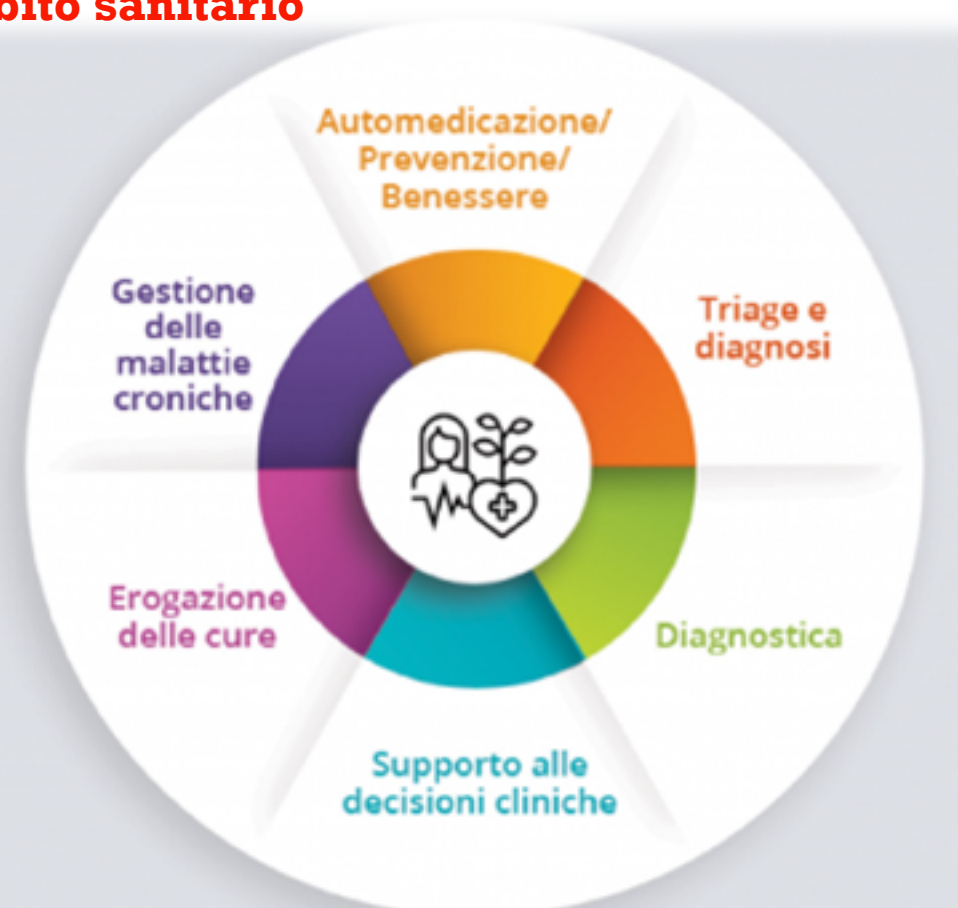 bito sanitario
Automedicazione/
Prevenzione/
Benessere
Triage e
diagnosi
Diagnostica
Supporto alle
decisioni cliniche
Erogazione
delle cure
Gestione
delle
malattie
croniche